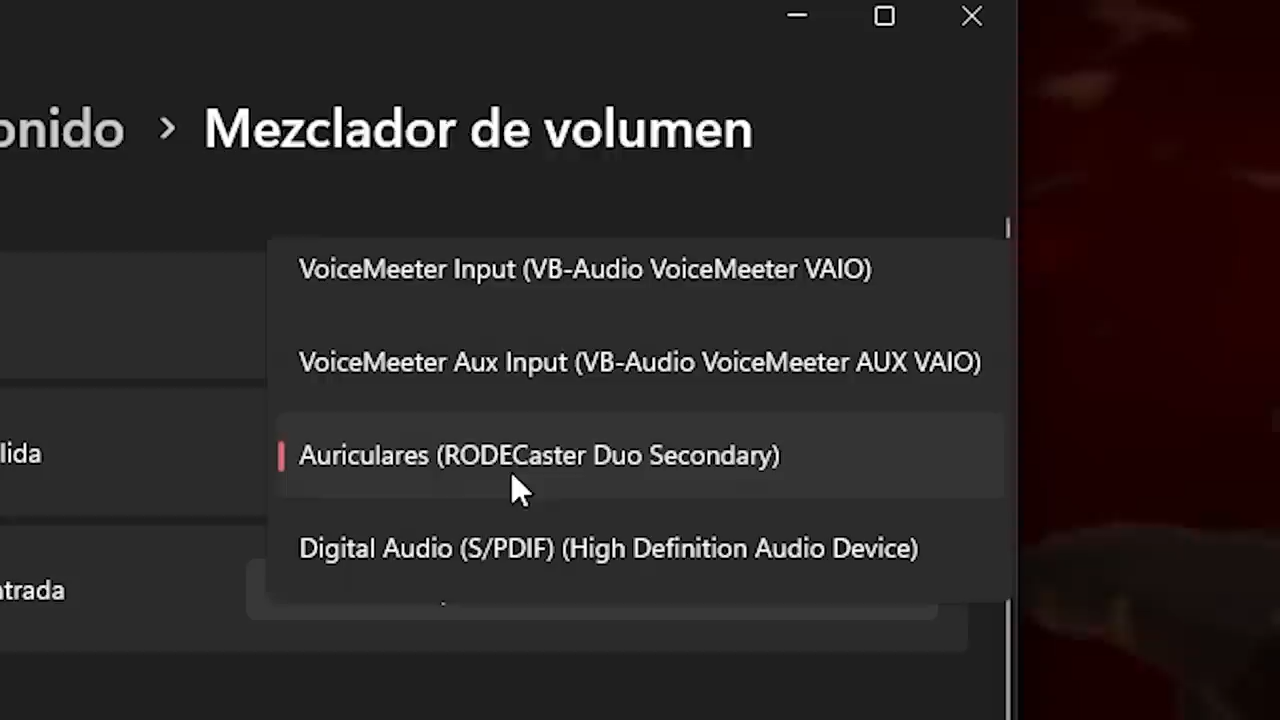 onido > Mezclador de volumen
VoiceMeeter Input (VB-Audio VoiceMeeter VAIO)
VoiceMeeter Aux Input (VB-Audio VoiceMeeter AUX VAIO)
lida
Auriculares (RODECaster Duo Secondary)
Digital Audio (S/PDIF) (High Definition Audio Device)
ntrada